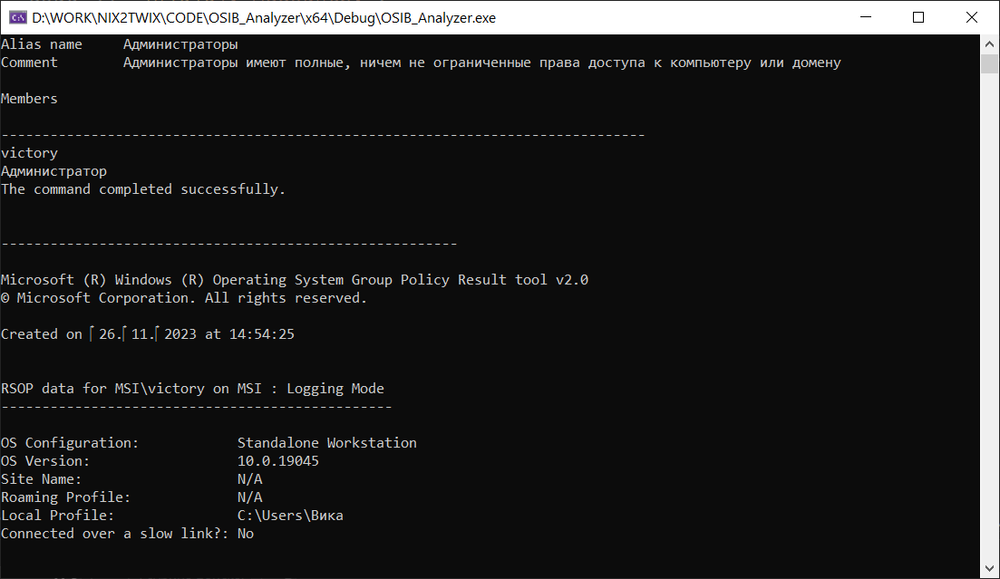 D:\WORK\NIX2TWIX\CODE\OSIB_Analyzer\x64\Debug\OSIB_Analyzer.exe
Alias name     Администраторы
Comment        Администраторы имеют полные, ничем не ограниченные права доступа к компьютеру или домену
Members
-------------------------------------------------------------------------------
victory
Администратор
The command completed successfully.
--------------------------------------------------------
Microsoft (R) Windows (R) Operating System Group Policy Result tool v2.0
© Microsoft Corporation. All rights reserved.
Created on 26.11.2023 at 14:54:25
RSOP data for MSI\victory on MSI : Logging Mode
------------------------------------------------
OS Configuration:            Standalone Workstation
OS Version:                  10.0.19045
Site Name:                   N/A
Roaming Profile:             N/A
Local Profile:               C:\Users\Вика
Connected over a slow link?: No